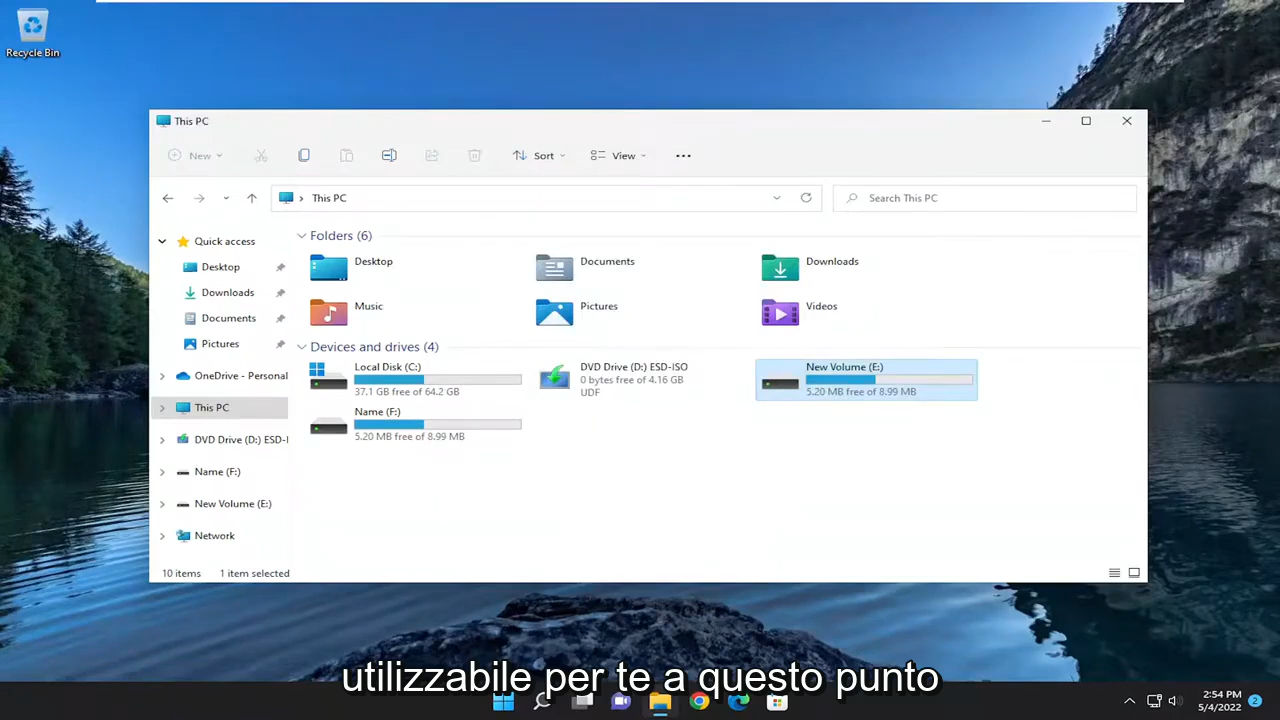 Recycle Bin
This PC
New
Sort
View
This PC
Search This PC
Quick access
Desktop
Downloads
Documents
Pictures
OneDrive - Personal
This PC
DVD Drive (D:) ESD-I
Name (F:)
New Volume (E:)
Network
Folders (6)
Desktop
Documents
Downloads
Music
Pictures
Videos
Devices and drives (4)
Local Disk (C:)
37.1 GB free of 64.2 GB
DVD Drive (D:) ESD-ISO
0 bytes free of 4.16 GB
UDF
New Volume (E:)
5.20 MB free of 8.99 MB
Name (F:)
5.20 MB free of 8.99 MB
10 items
1 item selected
utilizzabile per te a questo punto
2:54 PM
5/4/2022
2